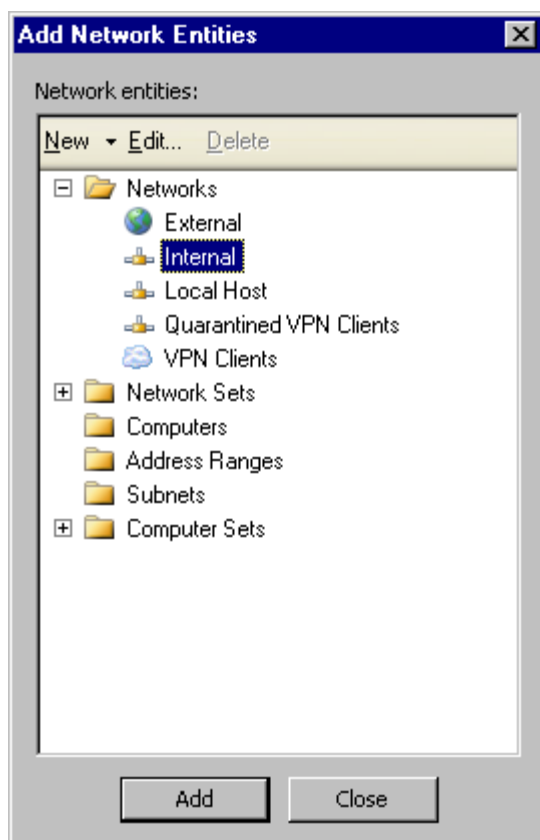 Add Network Entities
Network entities:
New Edit... Delete
Networks
External
Internal
Local Host
Quarantined VPN Clients
VPN Clients
Network Sets
Computers
Address Ranges
Subnets
Computer Sets
Add Close